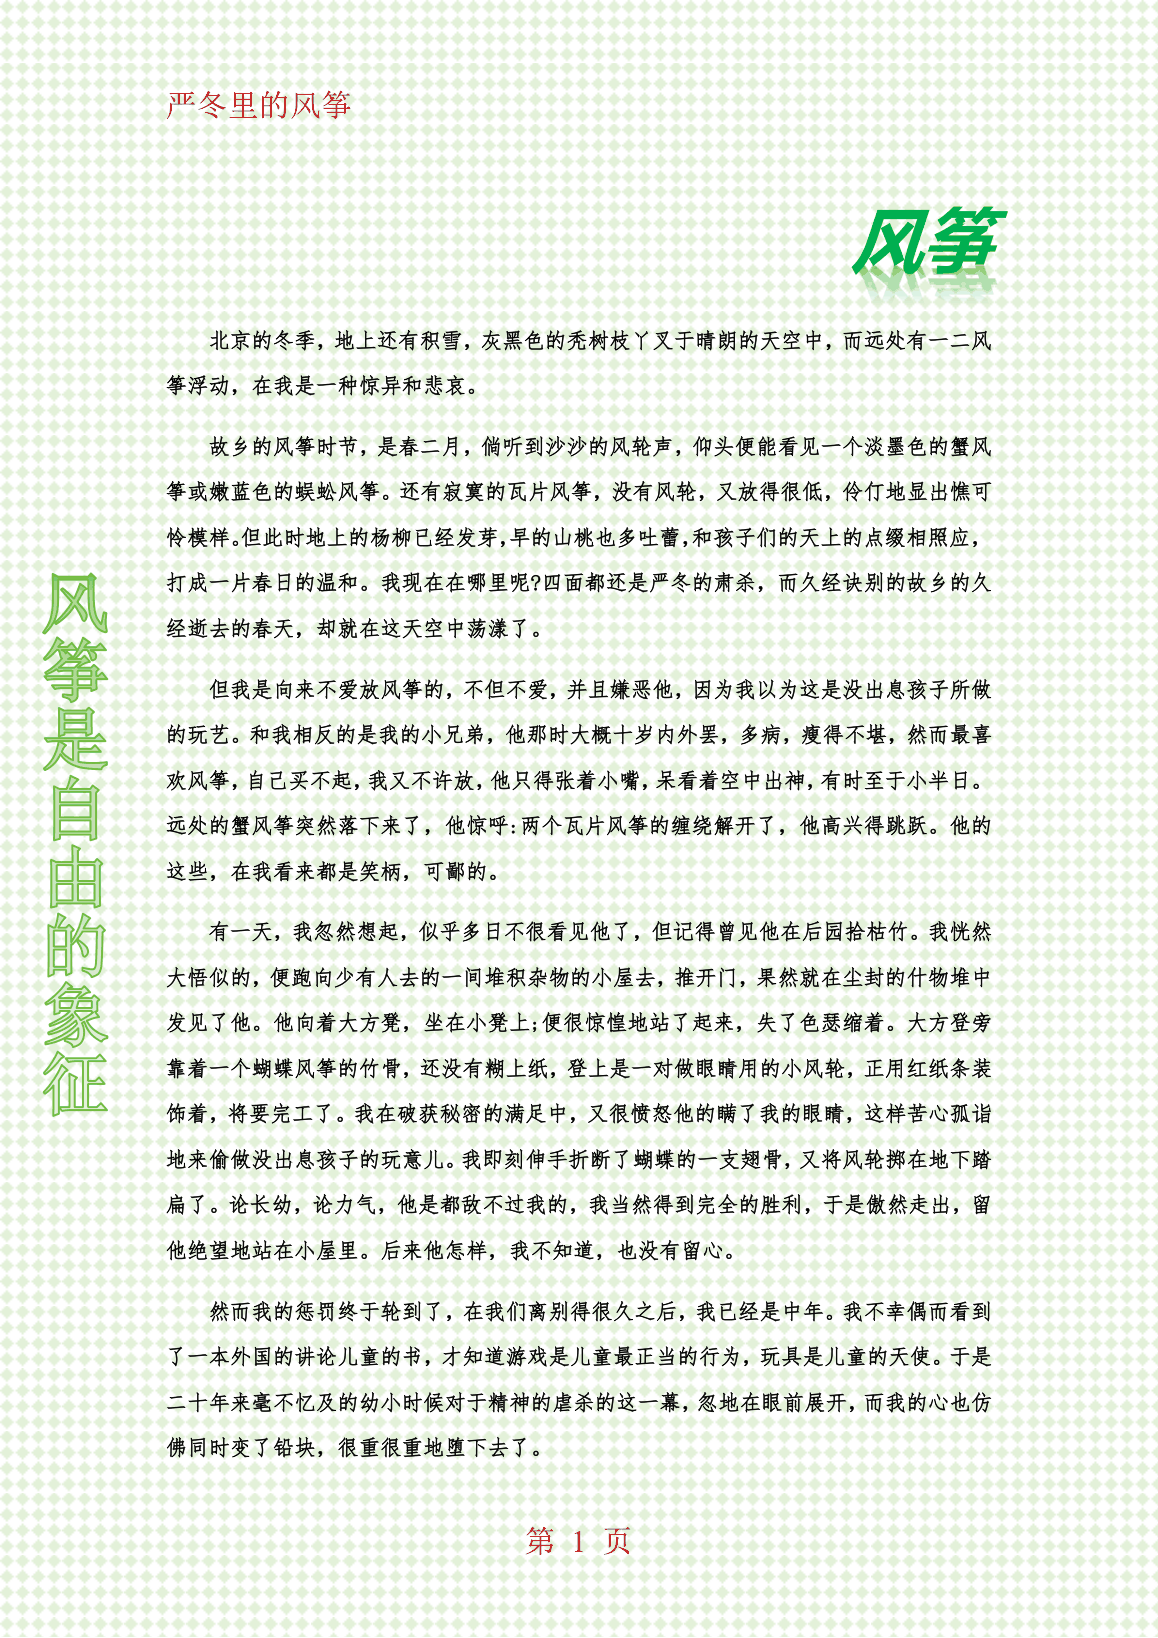 严冬里的风筝
风筝
北京的冬季，地上还有积雪，灰黑色的秃树枝丫叉于晴朗的天空中，而远处有一二风
筝浮动，在我是一种惊异和悲哀。
故乡的风筝时节，是春二月，倘听到沙沙的风轮声，仰头便能看见一个淡墨色的蟹风
筝或嫩蓝色的蜈蚣风筝。还有寂寞的瓦片风筝，没有风轮，又放得很低，伶仃地显出憔可
怜模样。但此时地上的杨柳已经发芽，早的山桃也多吐蕾，和孩子们的天上的点缀相照应，
打成一片春日的温和。我现在在哪里呢?四面都还是严冬的肃杀，而久经诀别的故乡的久
经逝去的春天，却就在这天空中荡漾了。
但我是向来不爱放风筝的，不但不爱，并且嫌恶他，因为我以为这是没出息孩子所做
的玩艺。和我相反的是我的小兄弟，他那时大概十岁内外罢，多病，瘦得不堪，然而最喜
欢风筝，自己买不起，我又不许放，他只得张着小嘴，呆看着空中出神，有时至于小半日。
远处的蟹风筝突然落下来了，他惊呼:两个瓦片风筝的缠绕解开了，他高兴得跳跃。他的
这些，在我看来都是笑柄，可鄙的。
有一天，我忽然想起，似乎多日不很看见他了，但记得曾见他在后园拾枯竹。我恍然
大悟似的，便跑向少有人去的一间堆积杂物的小屋去，推开门，果然就在尘封的什物堆中
发见了他。他向着大方凳，坐在小凳上;便很惊惶地站了起来，失了色瑟缩着。大方登旁
靠着一个蝴蝶风筝的竹骨，还没有糊上纸，登上是一对做眼睛用的小风轮，正用红纸条装
饰着，将要完工了。我在破获秘密的满足中，又很愤怒他的瞒了我的眼睛，这样苦心孤诣
地来偷做没出息孩子的玩意儿。我即刻伸手折断了蝴蝶的一支翅骨，又将风轮掷在地下踏
扁了。论长幼，论力气，他是都敌不过我的，我当然得到完全的胜利，于是傲然走出，留
他绝望地站在小屋里。后来他怎样，我不知道，也没有留心。
然而我的惩罚终于轮到了，在我们离别得很久之后，我已经是中年。我不幸偶而看到
了一本外国的讲论儿童的书，才知道游戏是儿童最正当的行为，玩具是儿童的天使。于是
二十年来毫不忆及的幼小时候对于精神的虐杀的这一幕，忽地在眼前展开，而我的心也仿
佛同时变了铅块，很重很重地堕下去了。
风筝是自由的象征
第 1 页